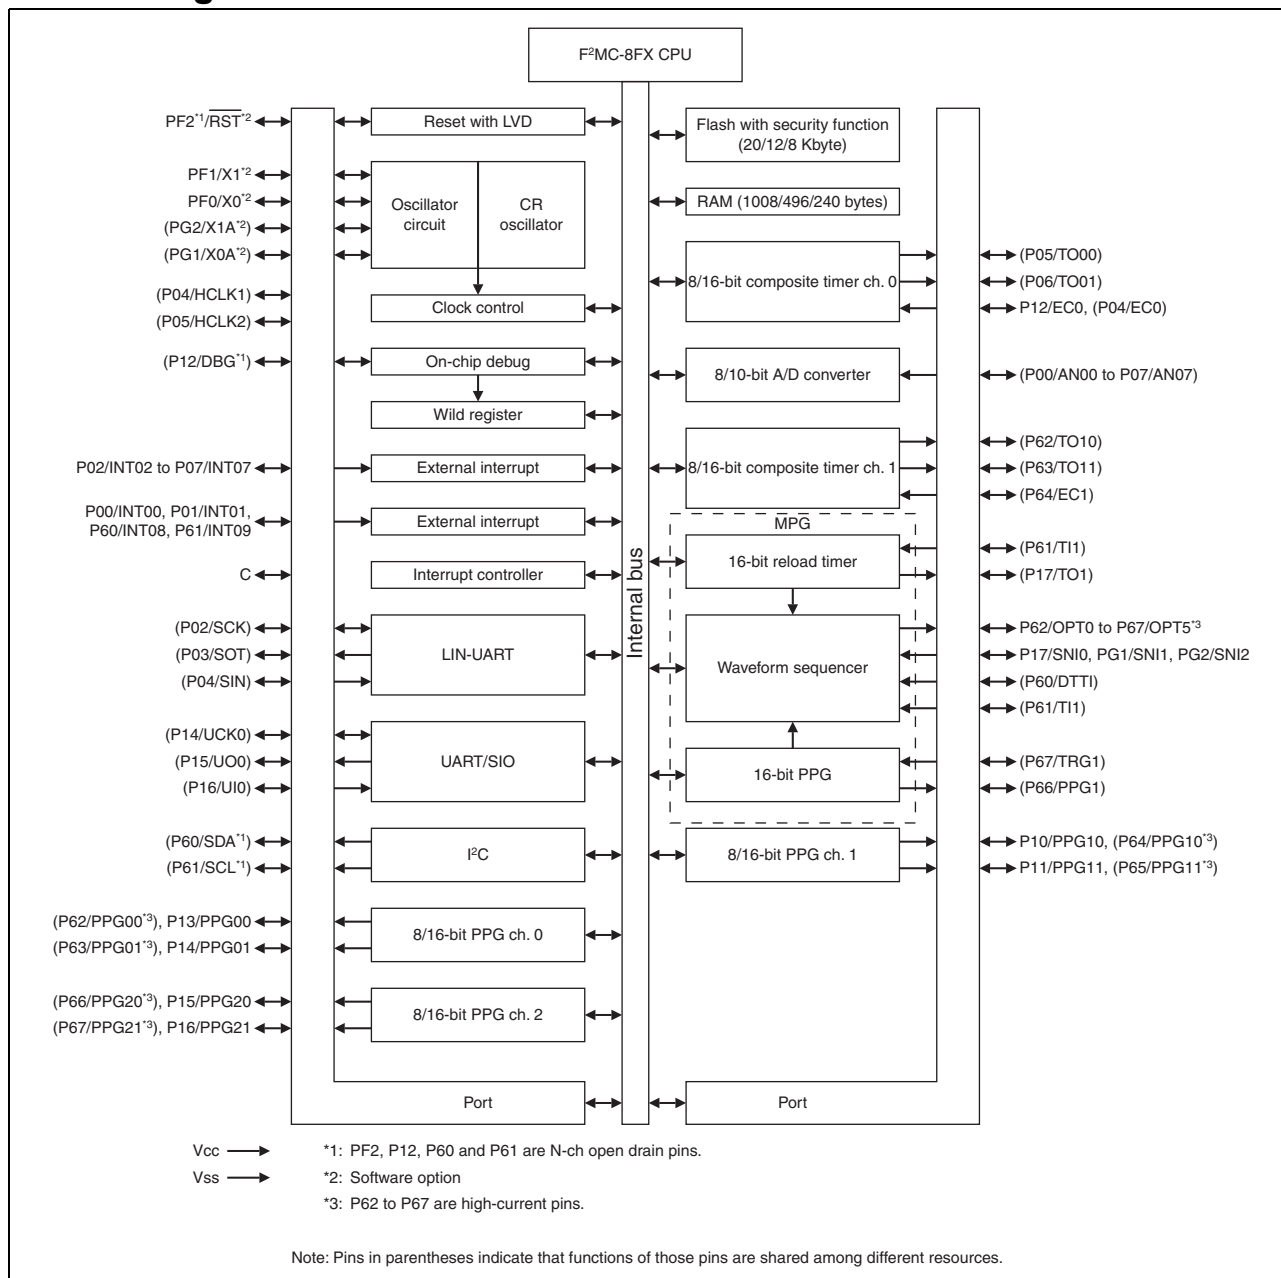 F²MC-8FX CPU
PF2*1/RST*2
Reset with LVD
Flash with security function
(20/12/8 Kbyte)
PF1/X1*2
PF0/X0*2
(PG2/X1A*2)
(PG1/X0A*2)
Oscillator
circuit
CR
oscillator
RAM (1008/496/240 bytes)
(P04/HCLK1)
(P05/HCLK2)
Clock control
8/16-bit composite timer ch. 0
(P05/TO00)
(P06/TO01)
P12/EC0, (P04/EC0)
(P12/DBG*1)
On-chip debug
Wild register
8/10-bit A/D converter
(P00/AN00 to P07/AN07)
P02/INT02 to P07/INT07
External interrupt
8/16-bit composite timer ch. 1
(P62/TO10)
(P63/TO11)
(P64/EC1)
P00/INT00, P01/INT01,
P60/INT08, P61/INT09
External interrupt
C
Interrupt controller
Internal bus
MPG
16-bit reload timer
(P61/TI1)
(P17/TO1)
(P02/SCK)
(P03/SOT)
(P04/SIN)
LIN-UART
Waveform sequencer
P62/OPT0 to P67/OPT5*3
P17/SNI0, PG1/SNI1, PG2/SNI2
(P60/DTTI)
(P61/TI1)
(P14/UCK0)
(P15/UO0)
(P16/UI0)
UART/SIO
16-bit PPG
(P67/TRG1)
(P66/PPG1)
(P60/SDA*1)
(P61/SCL*1)
I²C
8/16-bit PPG ch. 1
P10/PPG10, (P64/PPG10*3)
P11/PPG11, (P65/PPG11*3)
(P62/PPG00*3), P13/PPG00
(P63/PPG01*3), P14/PPG01
8/16-bit PPG ch. 0
(P66/PPG20*3), P15/PPG20
(P67/PPG21*3), P16/PPG21
8/16-bit PPG ch. 2
Port
Port
Vcc
Vss
*1: PF2, P12, P60 and P61 are N-ch open drain pins.
*2: Software option
*3: P62 to P67 are high-current pins.
Note: Pins in parentheses indicate that functions of those pins are shared among different resources.